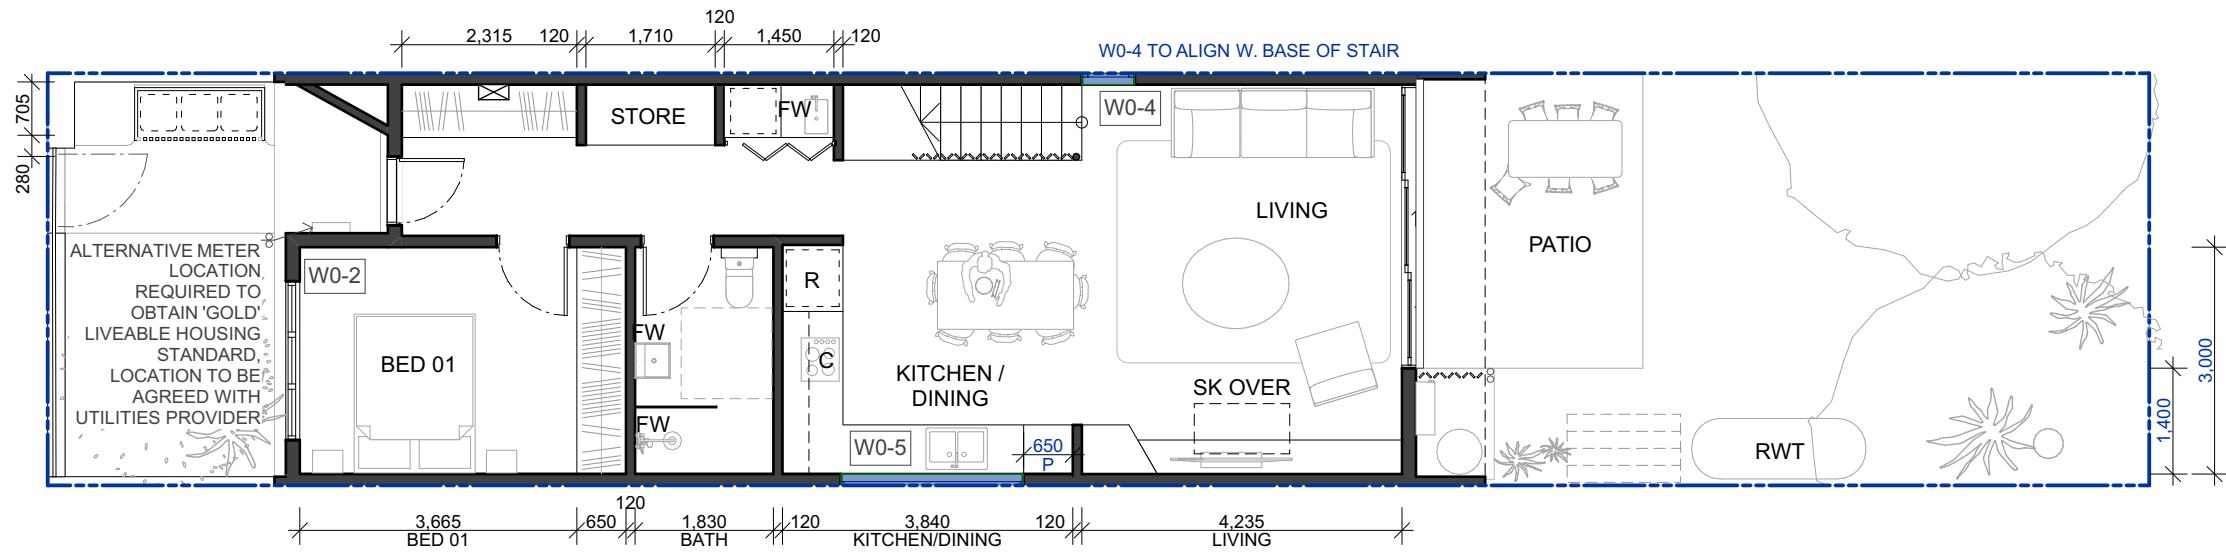 120
2,315 120 1,710 1,450 120
W0-4 TO ALIGN W. BASE OF STAIR
705
280
STORE
FW
W0-4
LIVING
PATIO
ALTERNATIVE METER
LOCATION
REQUIRED TO
OBTAIN 'GOLD'
LIVEABLE HOUSING
STANDARD,
LOCATION TO BE
AGREED WITH
UTILITIES PROVIDER
W0-2
BED 01
R
FW
C
KITCHEN /
DINING
SK OVER
FW
W0-5
650
P
RWT
3,000
1,400
120
3,665 650 1,830 120 3,840 120 4,235
BED 01 BATH KITCHEN/DINING LIVING